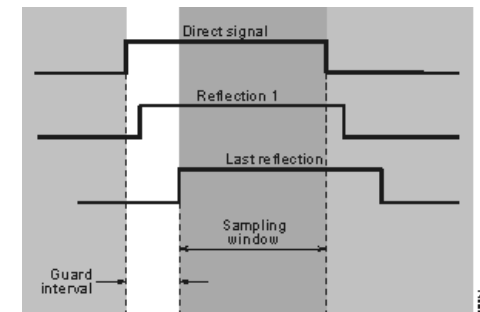 Direct signal
Reflection 1
Last reflection
Sampling
window
Guard
interval